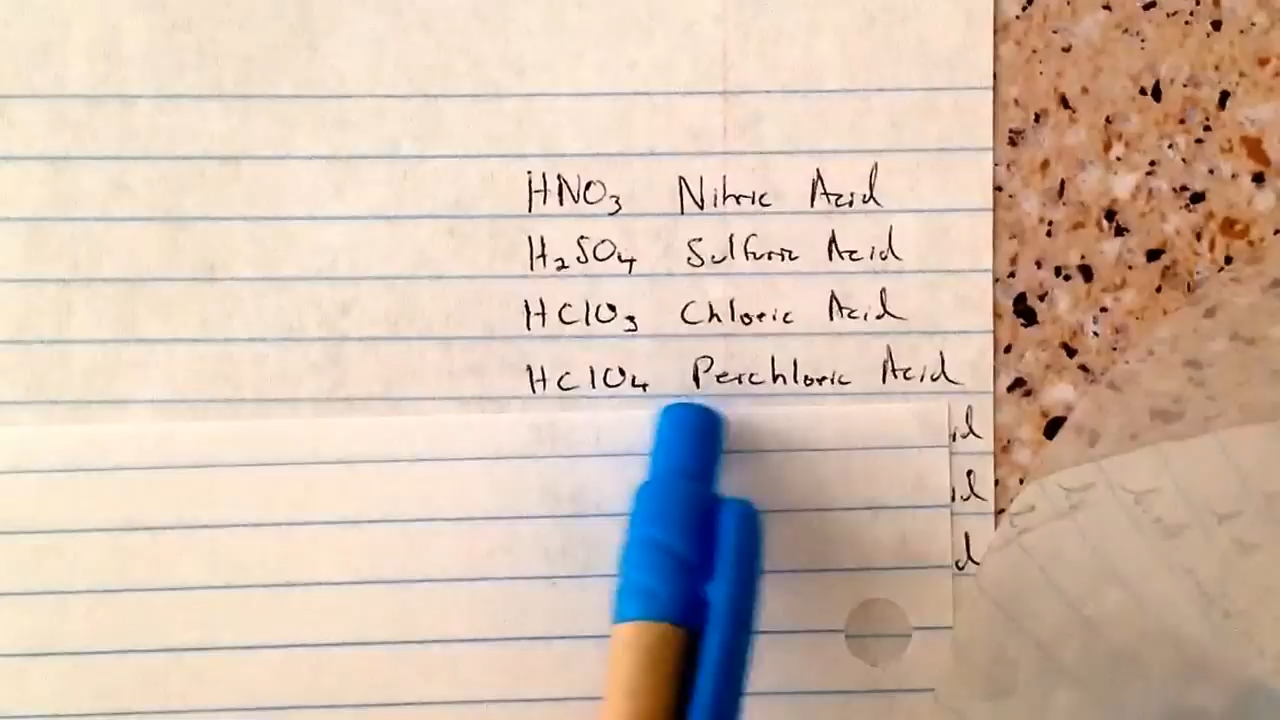 HNO₃ Nitric Acid
H₂SO₄ Sulfuric Acid
HClO₃ Chloric Acid
HClO₄ Perchloric Acid